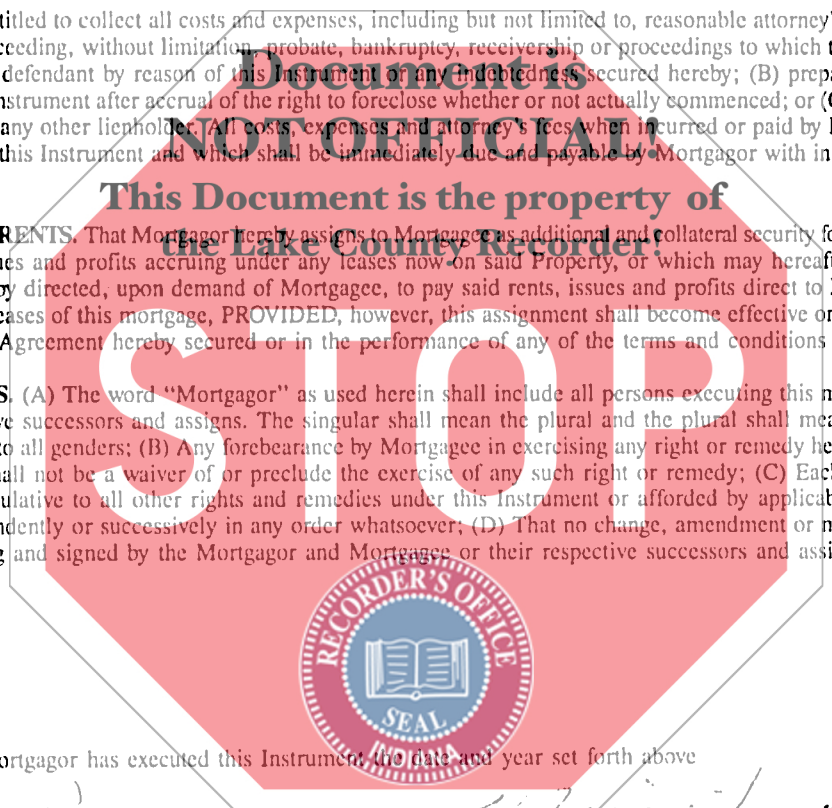 titled to collect all costs and expenses, including but not limited to, reasonable attorney'
ceeding, without limitation, probate, bankruptcy, receivership or proceedings to which t
defendant by reason of this Instrument or any indebtedness secured hereby; (B) prepa
nstrument after accrual of the right to foreclose whether or not actually commenced; or (
any other lienholder. All costs, expenses and attorney's fees when incurred or paid by
this Instrument and which shall be immediately due and payable by Mortgagor with in
Document is
NOT OFFICIAL!
This Document is the property of
the Lake County Recorder!
RENTS. That Mortgagor hereby assigns to Mortgagee as additional and collateral security fo
ues and profits accruing under any leases now on said Property, or which may hereaf
by directed, upon demand of Mortgagee, to pay said rents, issues and profits direct to
eases of this mortgage, PROVIDED, however, this assignment shall become effective or
Agreement hereby secured or in the performance of any of the terms and conditions
STOP
S. (A) The word “Mortgagor” as used herein shall include all persons executing this m
ve successors and assigns. The singular shall mean the plural and the plural shall mea
o all genders; (B) Any forebearance by Mortgagee in exercising any right or remedy he
all not be a waiver of or preclude the exercise of any such right or remedy; (C) Eac
ulative to all other rights and remedies under this Instrument or afforded by applicab
ndently or successively in any order whatsoever; (D) That no change, amendment or m
g and signed by the Mortgagor and Mortgagee or their respective successors and assi
RECORDER'S OFFICE
SEAL
INDIANA
ortgagor has executed this Instrument the date and year set forth above